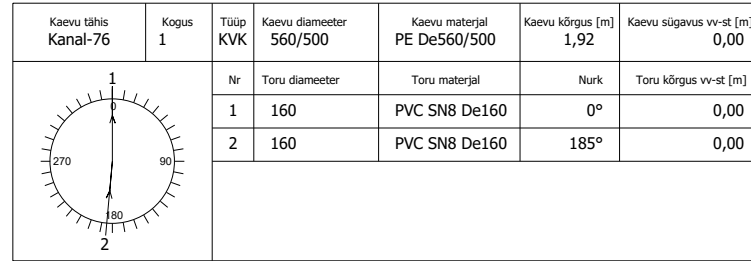 Kaevu tähis Kogus Tüüp Kaevu diameeter Kaevu materjal Kaevu kõrgus [m] Kaevu sügavus vv-st [m]
Kanal-76 1 KVK 560/500 PE De560/500 1,92 0,00
Nr Toru diameeter Toru materjal Nurk Toru kõrgus vv-st [m]
1 160 PVC SN8 De160 0° 0,00
2 160 PVC SN8 De160 185° 0,00
1
0
270 90
180
2